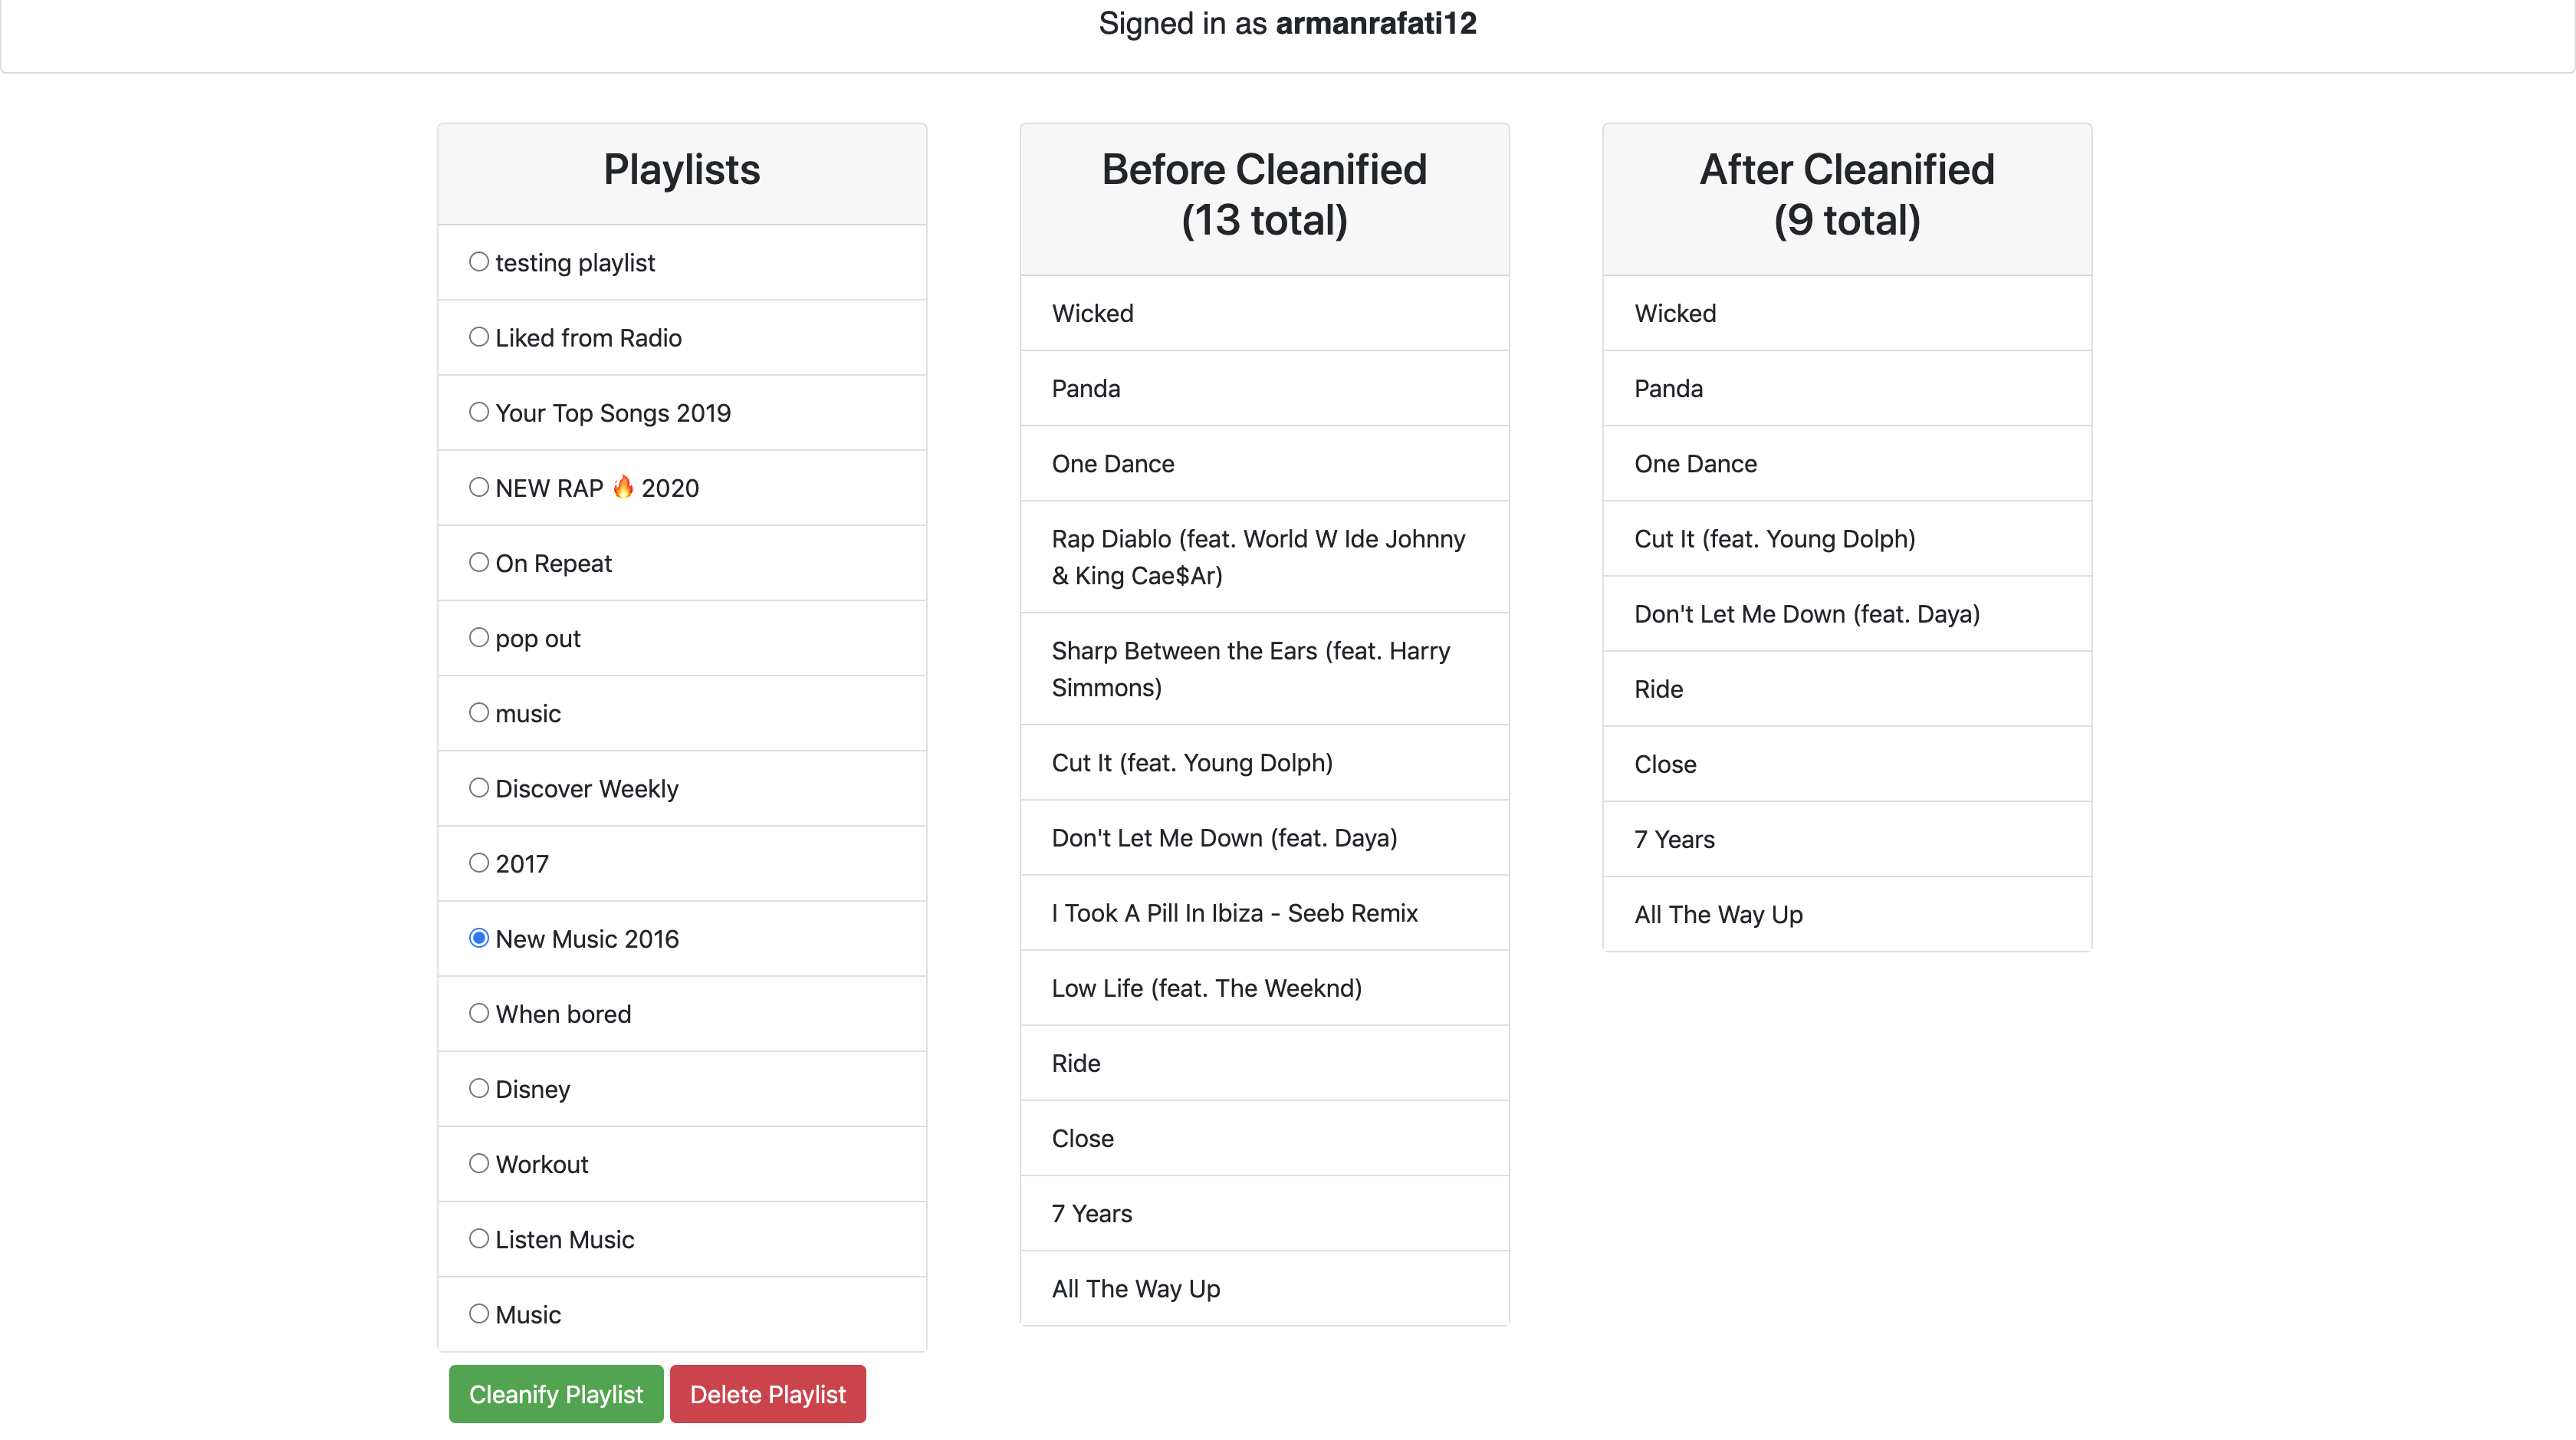 Signed in as armanrafati12
Playlists
testing playlist
Liked from Radio
Your Top Songs 2019
NEW RAP 🔥 2020
On Repeat
pop out
music
Discover Weekly
2017
New Music 2016
When bored
Disney
Workout
Listen Music
Music
Cleanify Playlist
Delete Playlist
Before Cleanified
(13 total)
Wicked
Panda
One Dance
Rap Diablo (feat. World W Ide Johnny
& King Cae$Ar)
Sharp Between the Ears (feat. Harry
Simmons)
Cut It (feat. Young Dolph)
Don't Let Me Down (feat. Daya)
I Took A Pill In Ibiza - Seeb Remix
Low Life (feat. The Weeknd)
Ride
Close
7 Years
All The Way Up
After Cleanified
(9 total)
Wicked
Panda
One Dance
Cut It (feat. Young Dolph)
Don't Let Me Down (feat. Daya)
Ride
Close
7 Years
All The Way Up